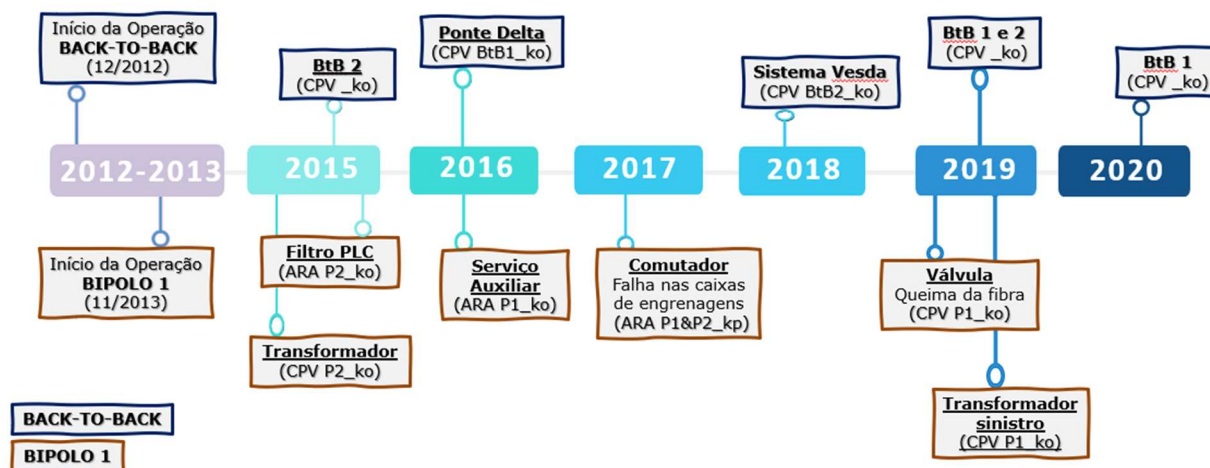 Início da Operação
BACK-TO-BACK
(12/2012)
BtB 2
(CPV _ko)
Ponte Delta
(CPV BtB1_ko)
Sistema Vesda
(CPV BtB2_ko)
BtB 1 e 2
(CPV _ko)
BtB 1
(CPV _ko)
2012-2013
2015
2016
2017
2018
2019
2020
Início da Operação
BIPOLO 1
(11/2013)
Filtro PLC
(ARA P2_ko)
Transformador
(CPV P2_ko)
Serviço
Auxiliar
(ARA P1_ko)
Comutador
Falha nas caixas
de engrenagens
(ARA P1&P2_kp)
Válvula
Queima da fibra
(CPV P1_ko)
Transformador
sinistro
(CPV P1_ko)
BACK-TO-BACK
BIPOLO 1